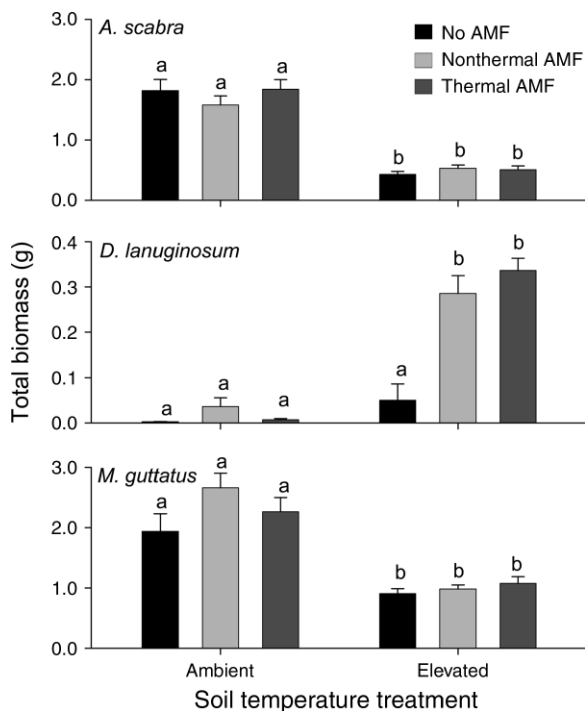 A. scabra
No AMF
Nonthermal AMF
Thermal AMF
3.0
2.0
1.0
0.0
a a a
b b b
D. lanuginosum
0.4
0.3
0.1
0.0
a a a
a b b
M. guttatus
3.0
2.0
1.0
0.0
a a a
b b b
Ambient Elevated
Total biomass (g)
Soil temperature treatment